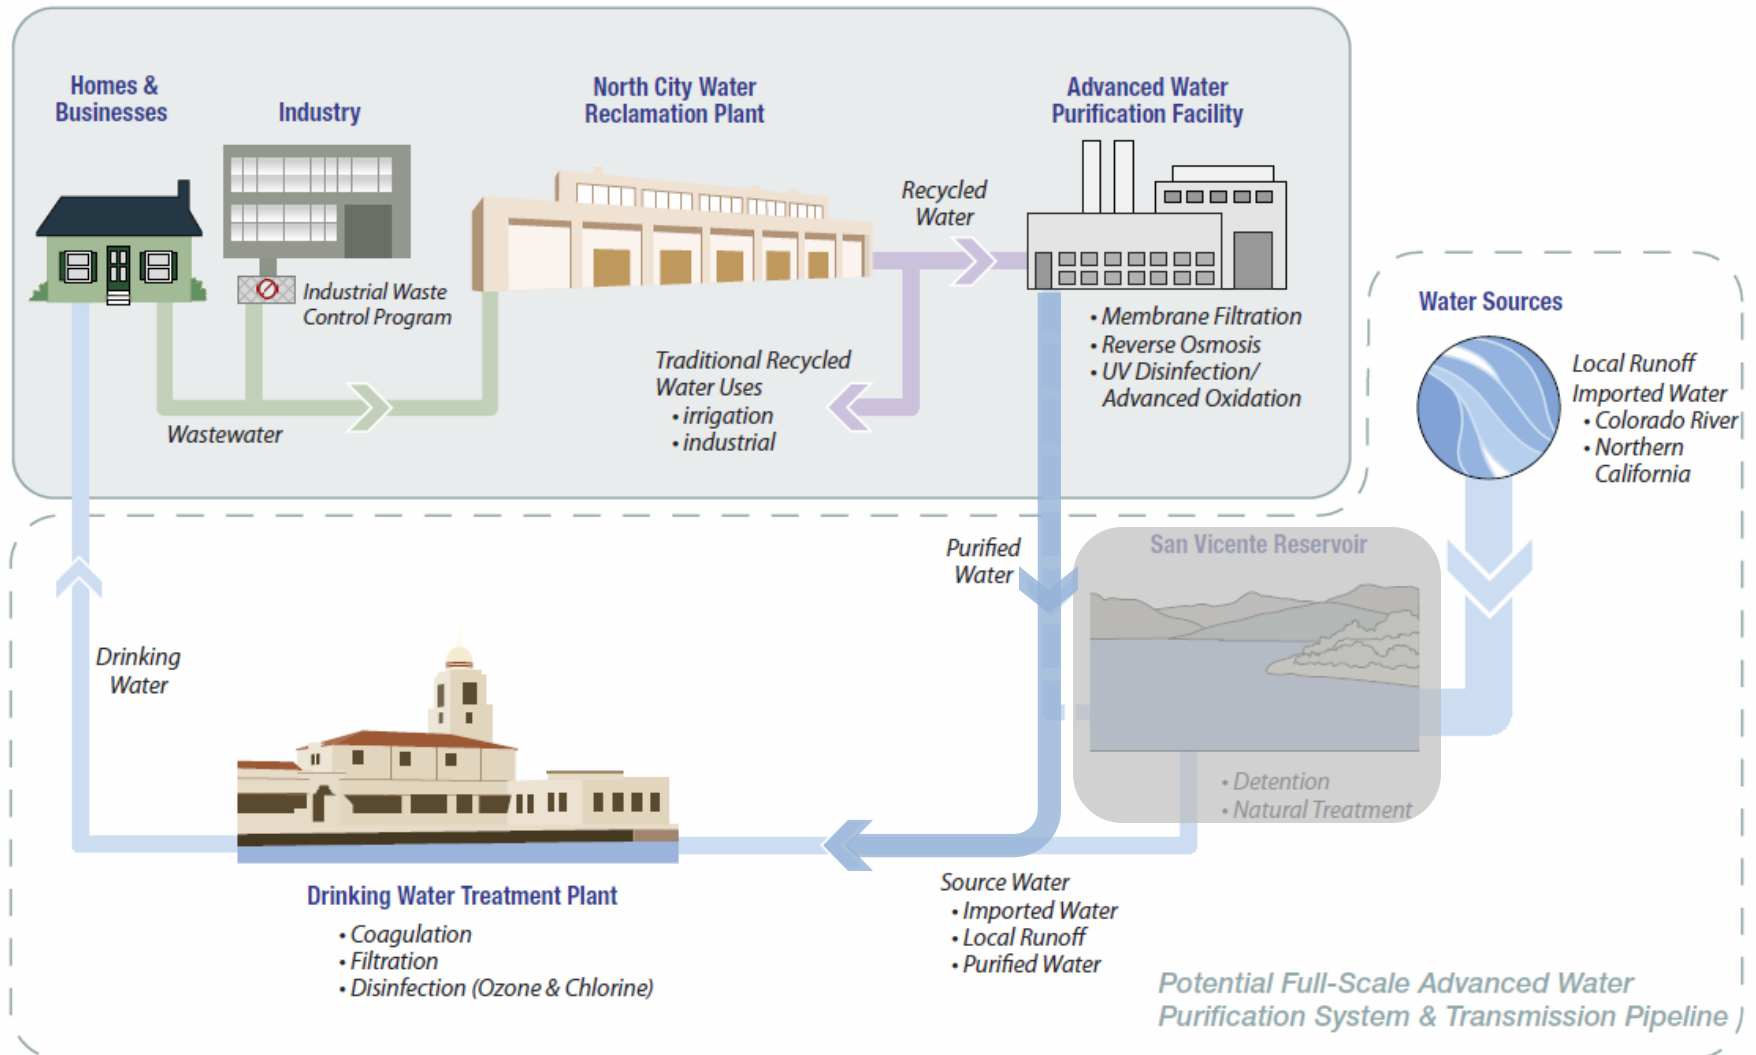 Homes &
Businesses
Industry
North City Water
Reclamation Plant
Advanced Water
Purification Facility
Recycled
Water
Industrial Waste
Control Program
Wastewater
Traditional Recycled
Water Uses
• irrigation
• industrial
• Membrane Filtration
• Reverse Osmosis
• UV Disinfection/
Advanced Oxidation
Water Sources
Local Runoff
Imported Water
• Colorado River
• Northern
California
Purified
Water
San Vicente Reservoir
• Detention
• Natural Treatment
Drinking
Water
Drinking Water Treatment Plant
• Coagulation
• Filtration
• Disinfection (Ozone & Chlorine)
Source Water
• Imported Water
• Local Runoff
• Purified Water
Potential Full-Scale Advanced Water
Purification System & Transmission Pipeline